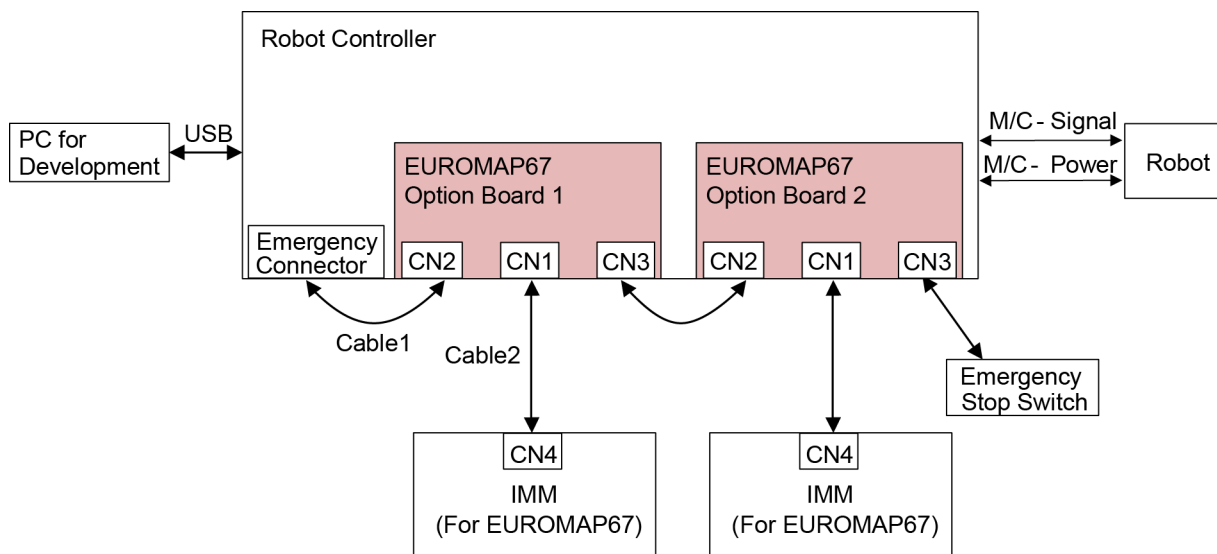 Robot Controller
PC for
Development
USB
M/C - Signal
M/C - Power
Robot
EUROMAP67
Option Board 1
EUROMAP67
Option Board 2
Emergency
Connector
CN2
CN1
CN3
CN2
CN1
CN3
Cable1
Cable2
Emergency
Stop Switch
CN4
IMM
(For EUROMAP67)
CN4
IMM
(For EUROMAP67)